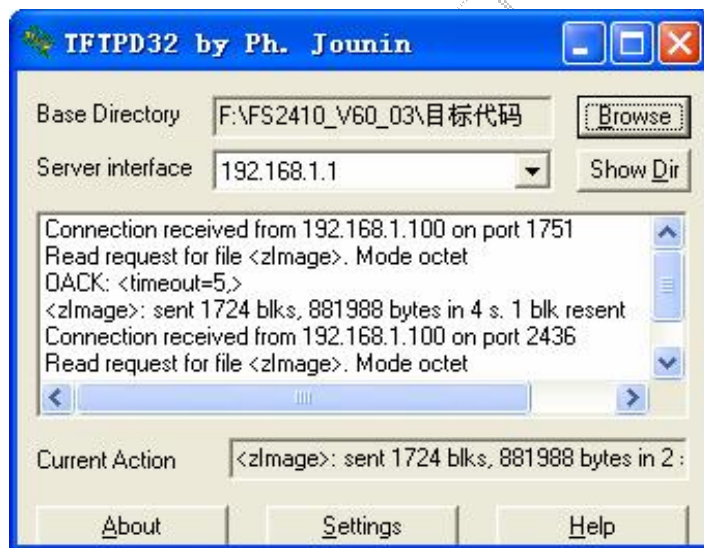 TFTPD32 by Ph. Jounin
Base Directory F:\FS2410_V60_03\目标代码 Browse
Server interface 192.168.1.1 Show Dir
Connection received from 192.168.1.100 on port 1751
Read request for file <zImage>. Mode octet
OACK: <timeout=5,>
<zImage>: sent 1724 blks, 881988 bytes in 4 s. 1 blk resent
Connection received from 192.168.1.100 on port 2436
Read request for file <zImage>. Mode octet
Current Action <zImage>: sent 1724 blks, 881988 bytes in 2
About Settings Help